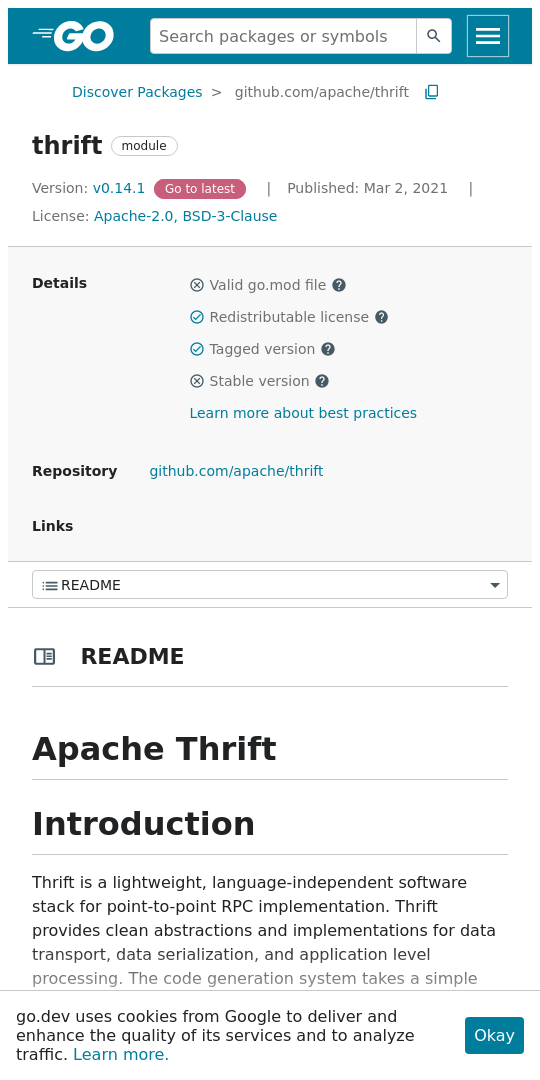 GO
Search packages or symbols
Discover Packages > github.com/apache/thrift
thrift module
Version: v0.14.1 Go to latest | Published: Mar 2, 2021 |
License: Apache-2.0, BSD-3-Clause
Details
Valid go.mod file
Redistributable license
Tagged version
Stable version
Learn more about best practices
Repository github.com/apache/thrift
Links
README
README
Apache Thrift
Introduction
Thrift is a lightweight, language-independent software
stack for point-to-point RPC implementation. Thrift
provides clean abstractions and implementations for data
transport, data serialization, and application level
processing. The code generation system takes a simple
go.dev uses cookies from Google to deliver and
enhance the quality of its services and to analyze
traffic. Learn more.
Okay